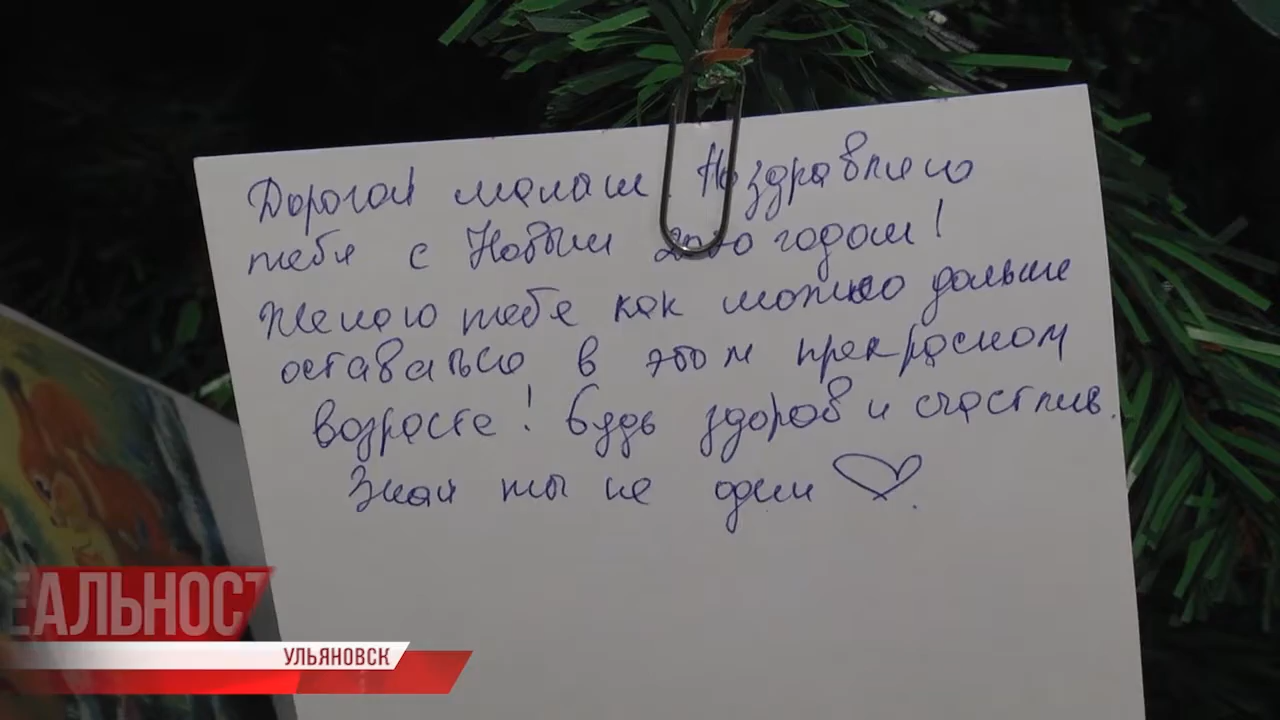 Дорогой малыш. Поздравляю
тебя с Новым 2020 годом!
Желаю тебе как можно дольше
оставаться в этом прекрасном
возрасте! Будь здоров и счастлив.
Знай ты не один ♡.
ЕАЛЬНОСТ
УЛЬЯНОВСК